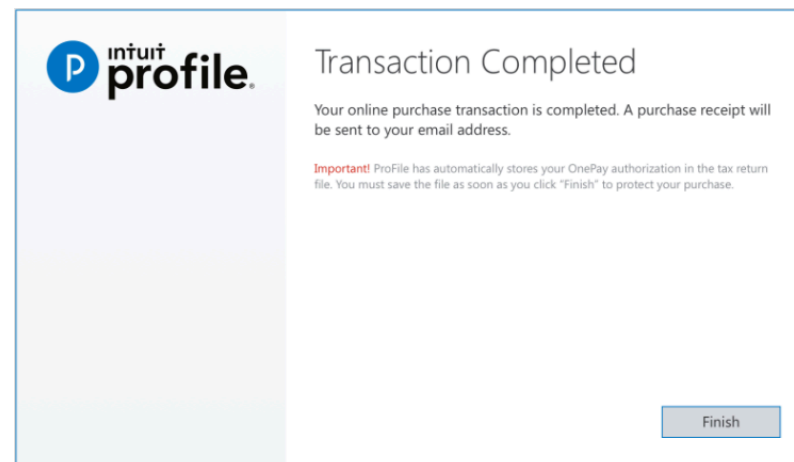 P
intuit
profile®
Transaction Completed
Your online purchase transaction is completed. A purchase receipt will
be sent to your email address.
Important! ProFile has automatically stores your OnePay authorization in the tax return
file. You must save the file as soon as you click "Finish" to protect your purchase.
Finish